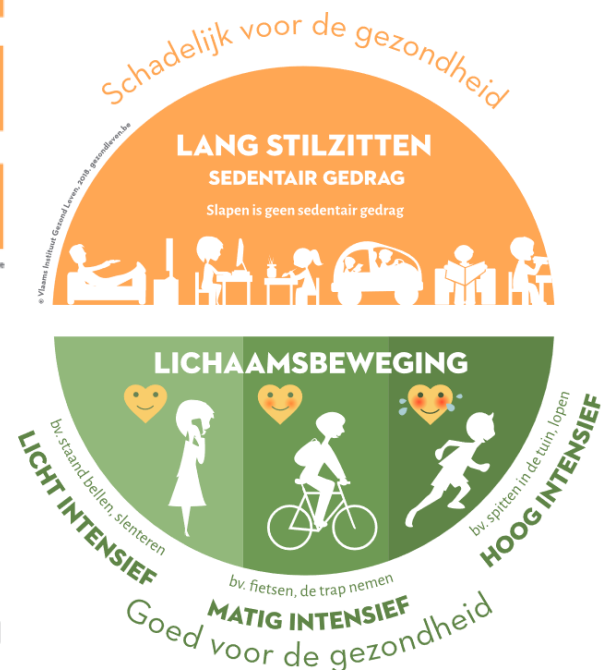 Schadelijk voor de gezondheid
© Vlaams Instituut Gezond Leven, 2018, gezondleven.be
LANG STILZITTEN
SEDENTAIR GEDRAG
Slapen is geen sedentair gedrag
LICHAAMSBEWEGING
bv. staand bellen, slenteren
LICHT INTENSIEF
bv. fietsen, de trap nemen
MATIG INTENSIEF
bv. spitten in de tuin, lopen
HOOG INTENSIEF
Goed voor de gezondheid